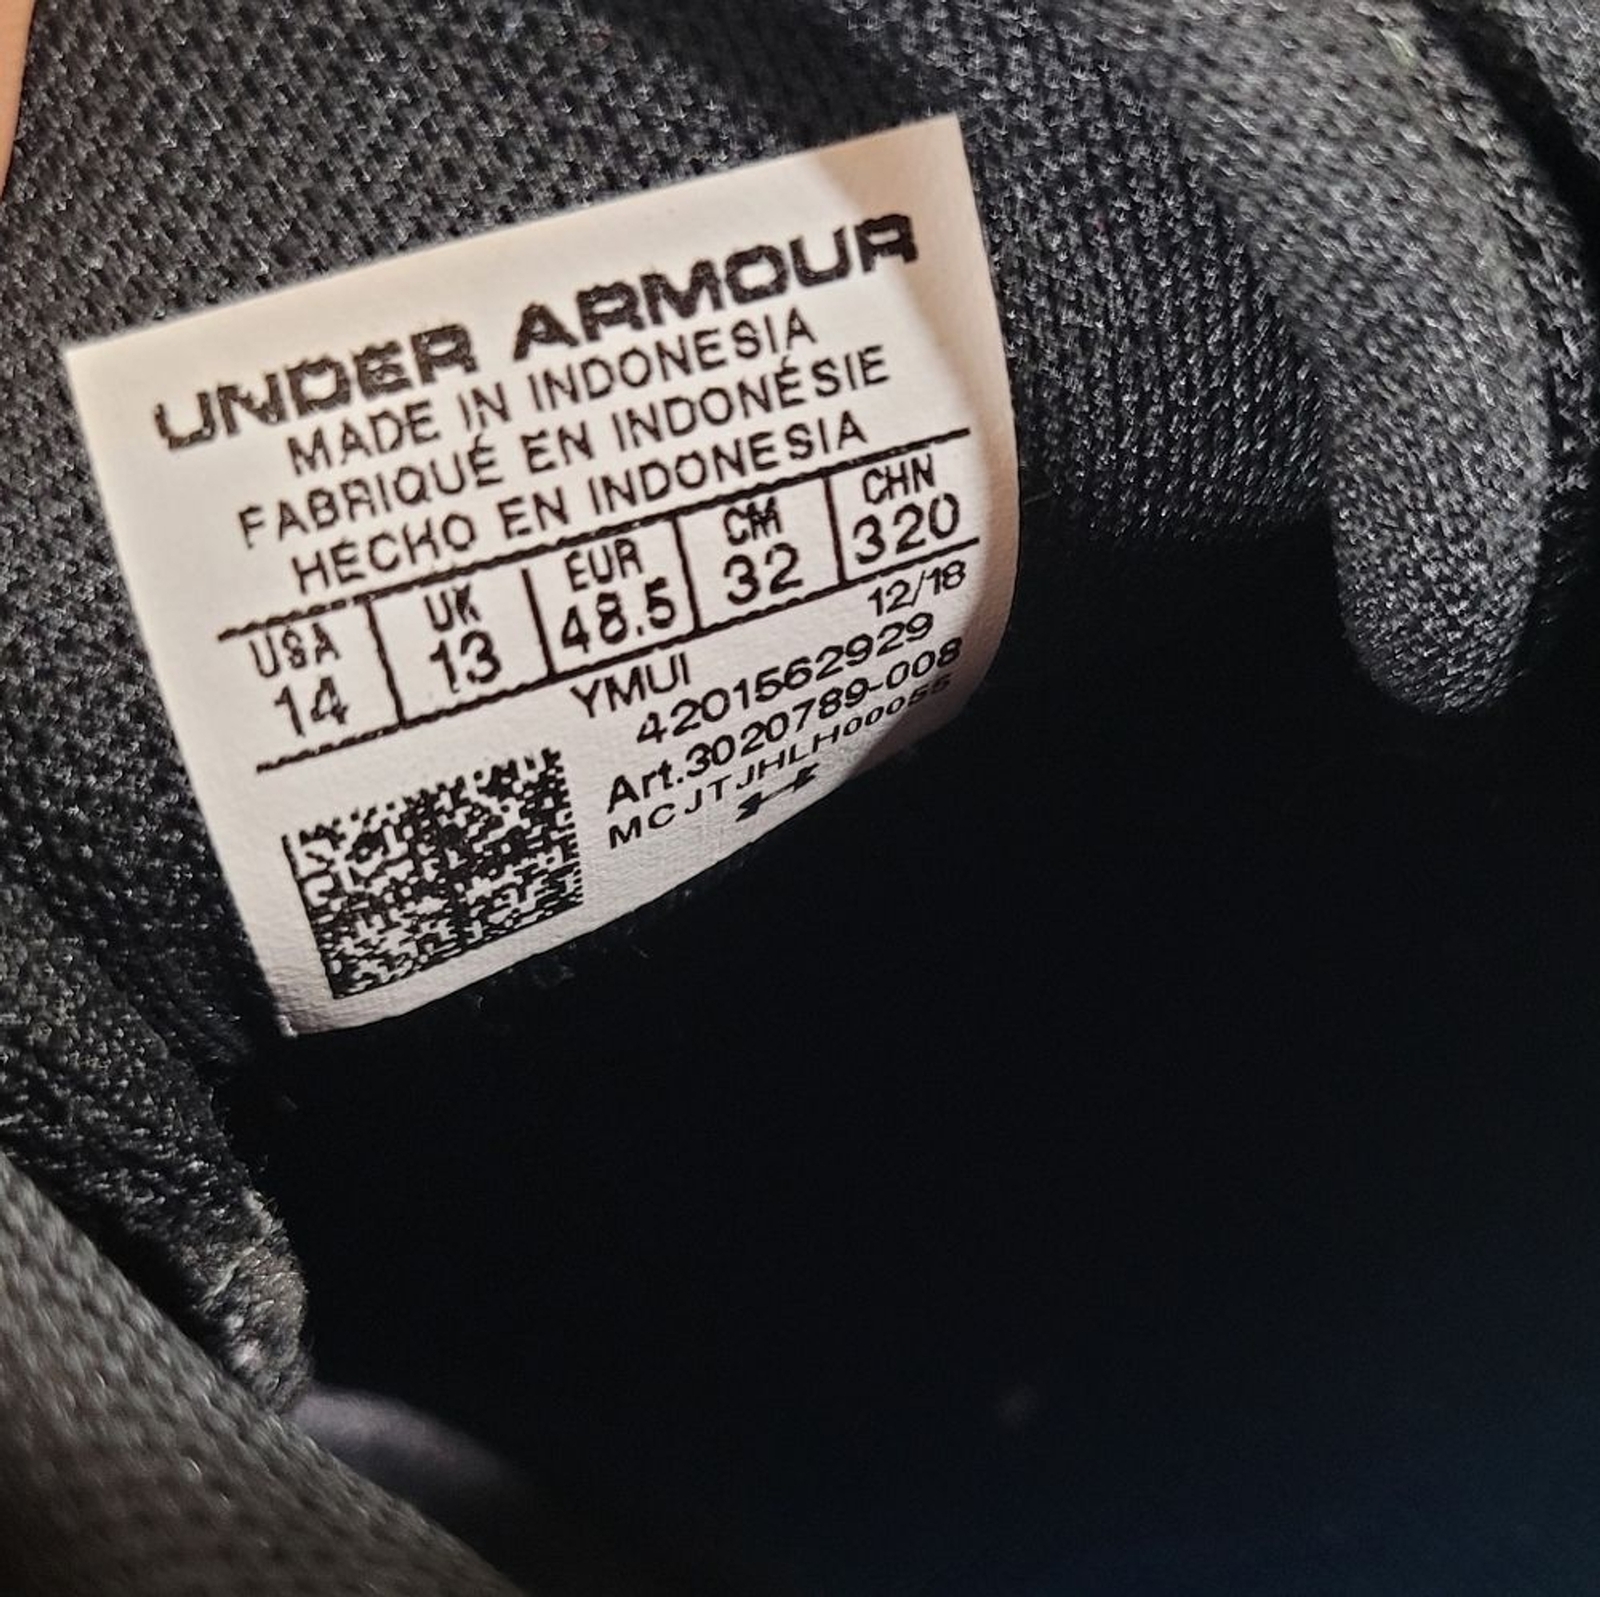 UNDER ARMOUR
MADE IN INDONESIA
FABRIQUÉ EN INDONÉSIE
HECHO EN INDONESIA
USA UK EUR CM CHN
14 13 48.5 32 320
YMUI 12/18
4201562929
Art.3020789-008
MCJTJHLH00055